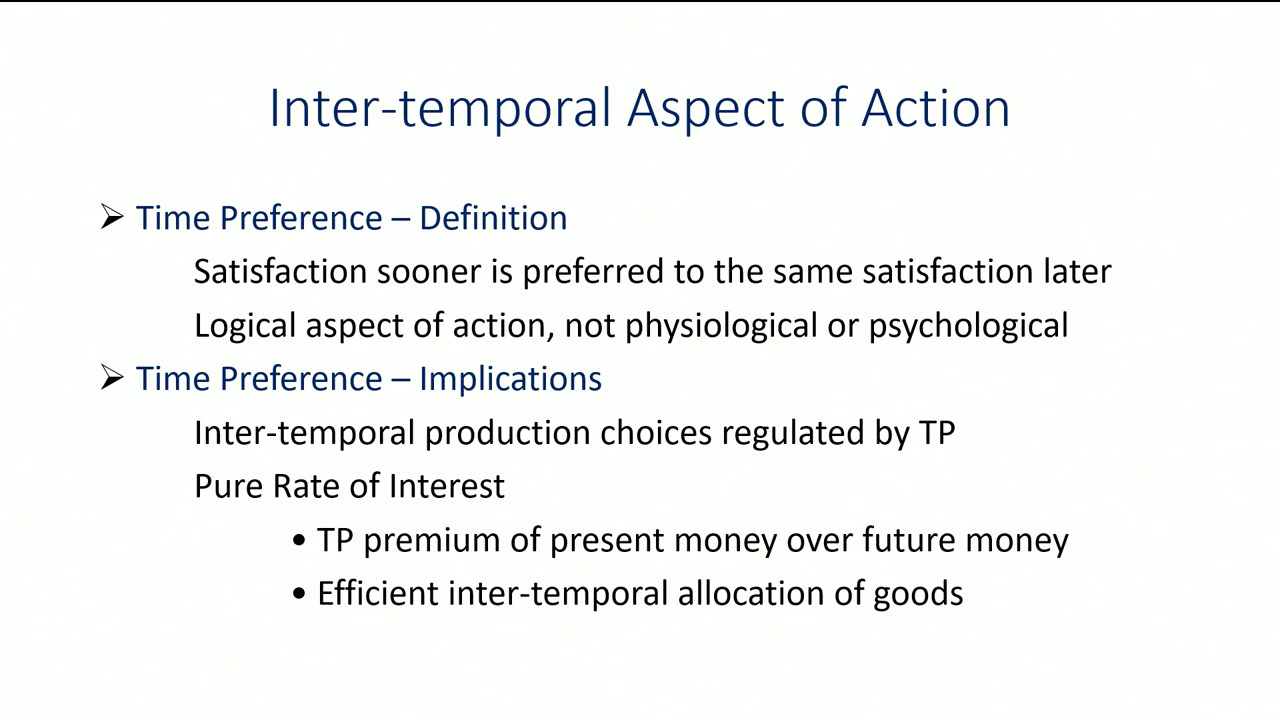 Inter-temporal Aspect of Action
➢ Time Preference – Definition
Satisfaction sooner is preferred to the same satisfaction later
Logical aspect of action, not physiological or psychological
➢ Time Preference – Implications
Inter-temporal production choices regulated by TP
Pure Rate of Interest
• TP premium of present money over future money
• Efficient inter-temporal allocation of goods